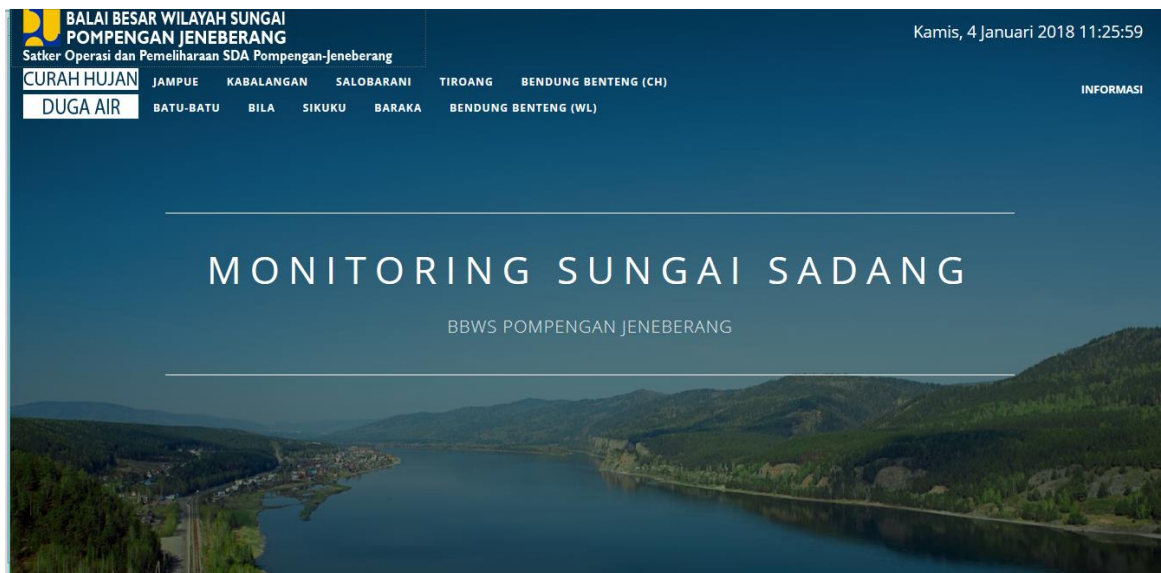 BALAI BESAR WILAYAH SUNGAI
POMPENGAN JENEBERANG
Satker Operasi dan Pemeliharaan SDA Pompengan-Jeneberang
Kamis, 4 Januari 2018 11:25:59
CURAH HUJAN JAMPUE KABALANGAN SALOBARANI TIROANG BENDUNG BENTENG (CH)
DUGA AIR BATU-BATU BILA SIKUKU BARAKA BENDUNG BENTENG (WL)
INFORMASI
MONITORING SUNGAI SADANG
BBWS POMPENGAN JENEBERANG